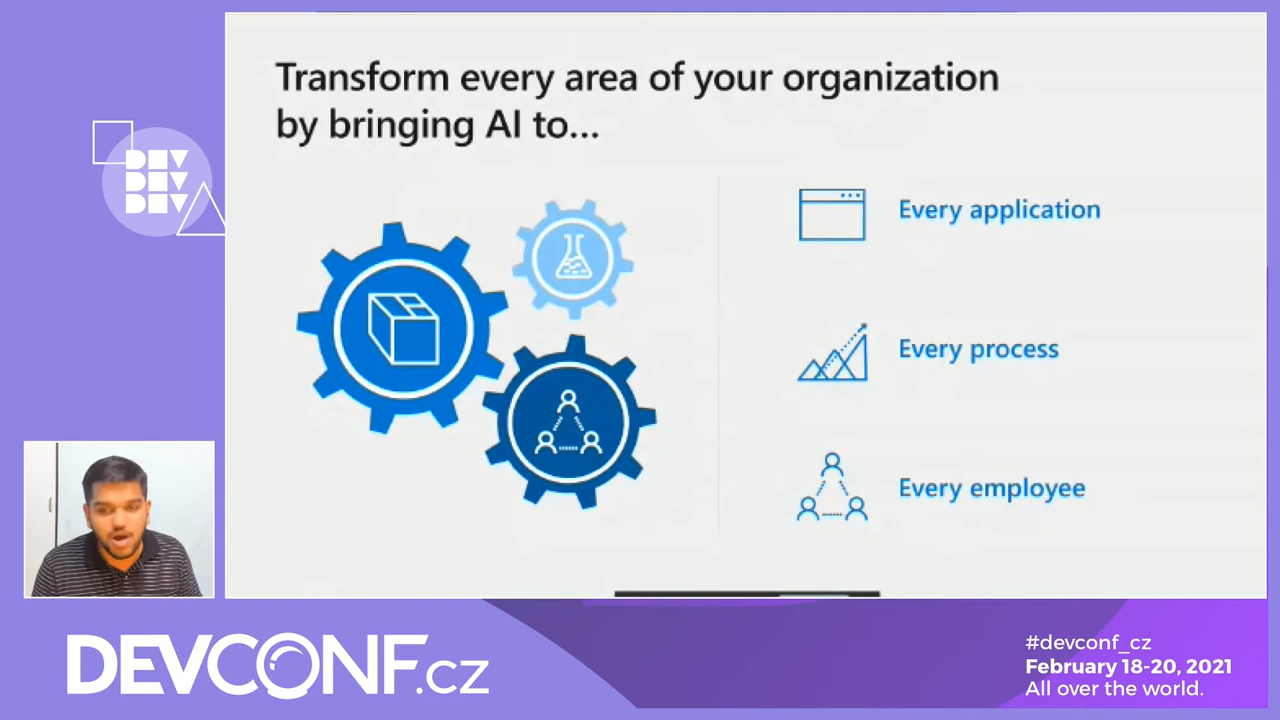 Transform every area of your organization
by bringing AI to...
DEV
DEV
DEV
Every application
Every process
Every employee
DEVCONF.cz
#devconf_cz
February 18-20, 2021
All over the world.